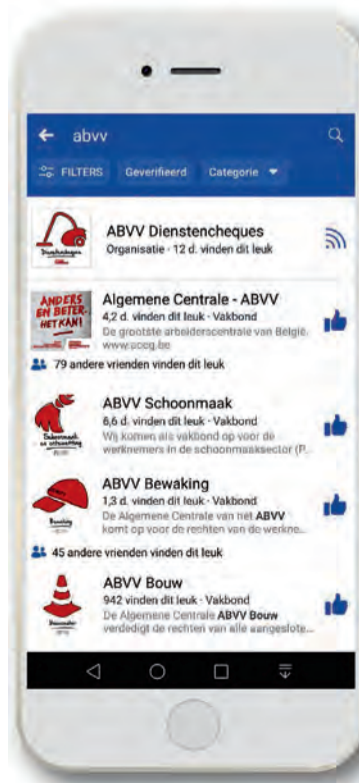 abvv
FILTERS Geverifieerd Categorie
ABVV Dienstencheques
Organisatie · 12 d. vinden dit leuk
Dienstencheques
ANDERS
EN BETER.
HET KAN!
Algemene Centrale - ABVV
4,2 d. vinden dit leuk · Vakbond
De grootste arbeiderscentrale van België.
www.accg.be
79 andere vrienden vinden dit leuk
Schoonmaak
ABVV Schoonmaak
6,6 d. vinden dit leuk · Vakbond
Wij komen als vakbond op voor de
werknemers in de schoonmaaksector (P...
Bewaking
ABVV Bewaking
1,3 d. vinden dit leuk · Vakbond
De Algemene Centrale van het ABVV
komt op voor de rechten van de werkne...
45 andere vrienden vinden dit leuk
ABVV Bouw
942 vinden dit leuk · Vakbond
De Algemene Centrale ABVV Bouw
verdedigt de rechten van alle aangeslote...